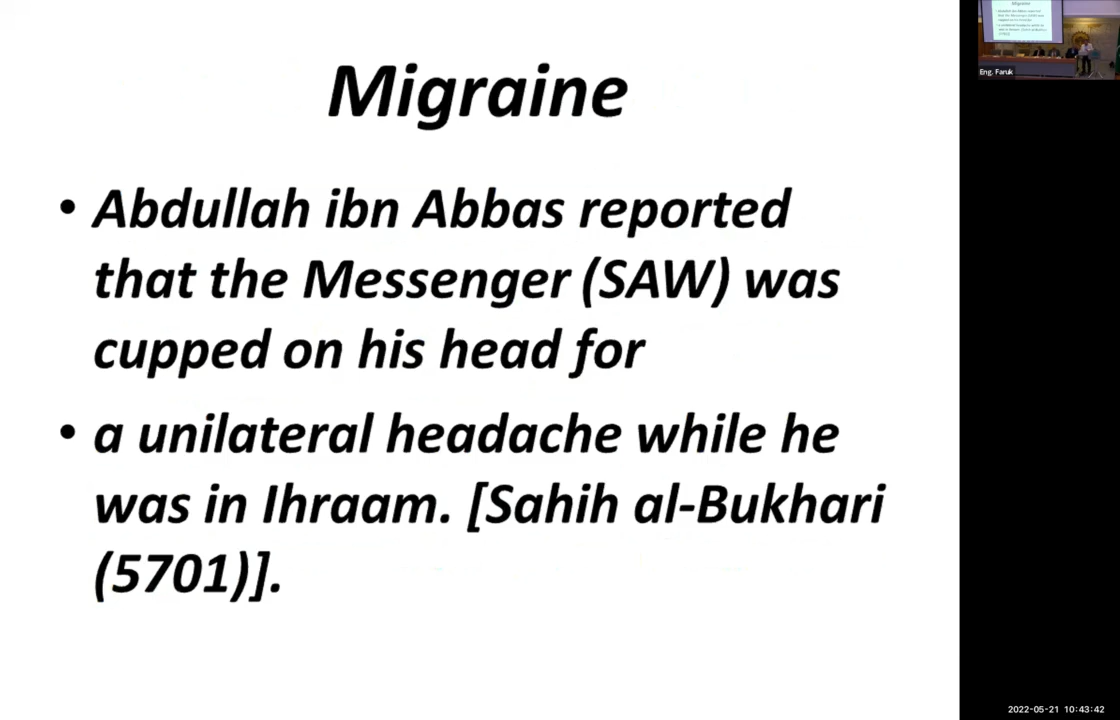 Migraine
• Abdullah ibn Abbas reported
that the Messenger (SAW) was
cupped on his head for
• a unilateral headache while he
was in Ihraam. [Sahih al-Bukhari
(5701)].
Eng. Faruk
2022-05-21 10:43:42